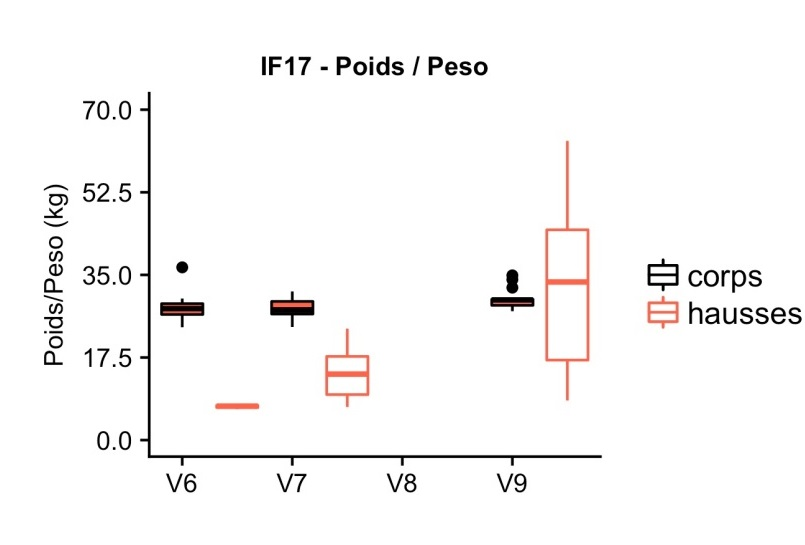 IF17 - Poids / Peso
Poids/Peso (kg)
70.0
52.5
35.0
17.5
0.0
V6 V7 V8 V9
corps
hausses